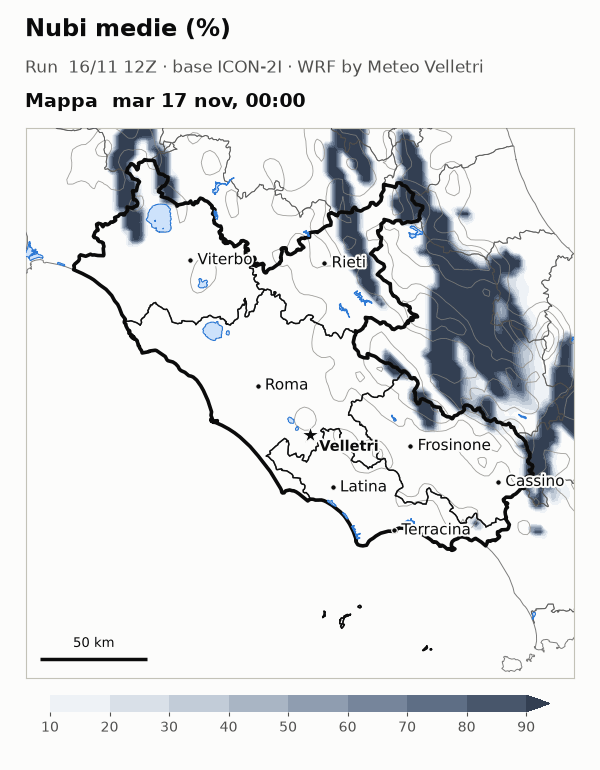 Nubi medie (%)
Run  16/11 12Z · base ICON-2I · WRF by Meteo Velletri
Mappa  mar 17 nov, 00:00
Viterbo
Rieti
Roma
Velletri
Frosinone
Latina
Cassino
Terracina
50 km
10 20 30 40 50 60 70 80 90